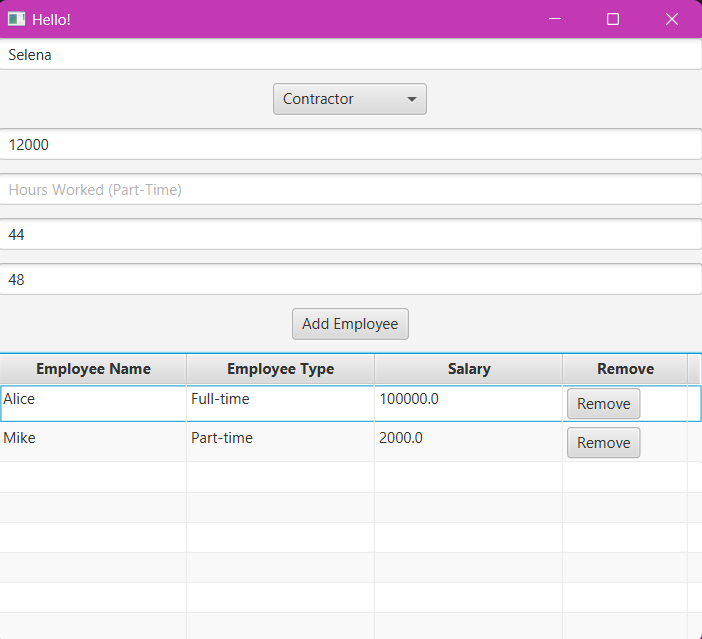 Hello!
Selena
Contractor
12000
Hours Worked (Part-Time)
44
48
Add Employee
Employee Name Employee Type Salary Remove
Alice Full-time 100000.0 Remove
Mike Part-time 2000.0 Remove